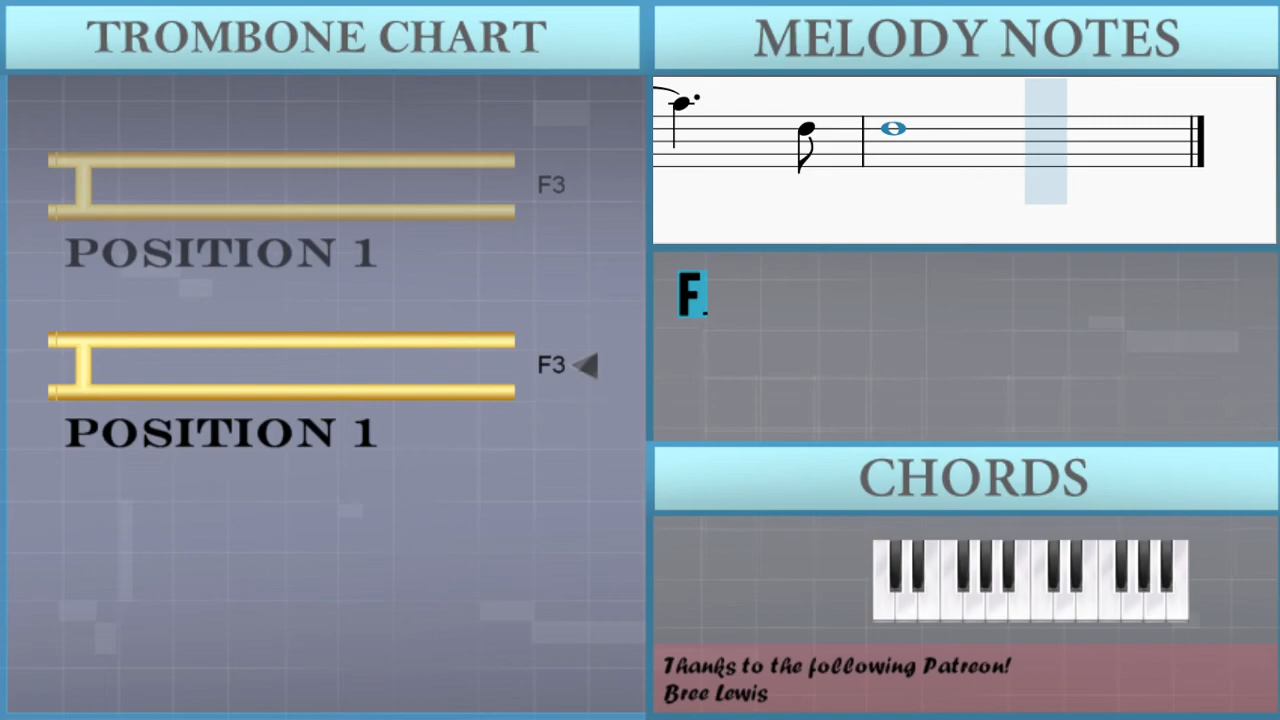 TROMBONE CHART
F3
POSITION 1
F3
POSITION 1
MELODY NOTES
F.
CHORDS
Thanks to the following Patreon!
Bree Lewis